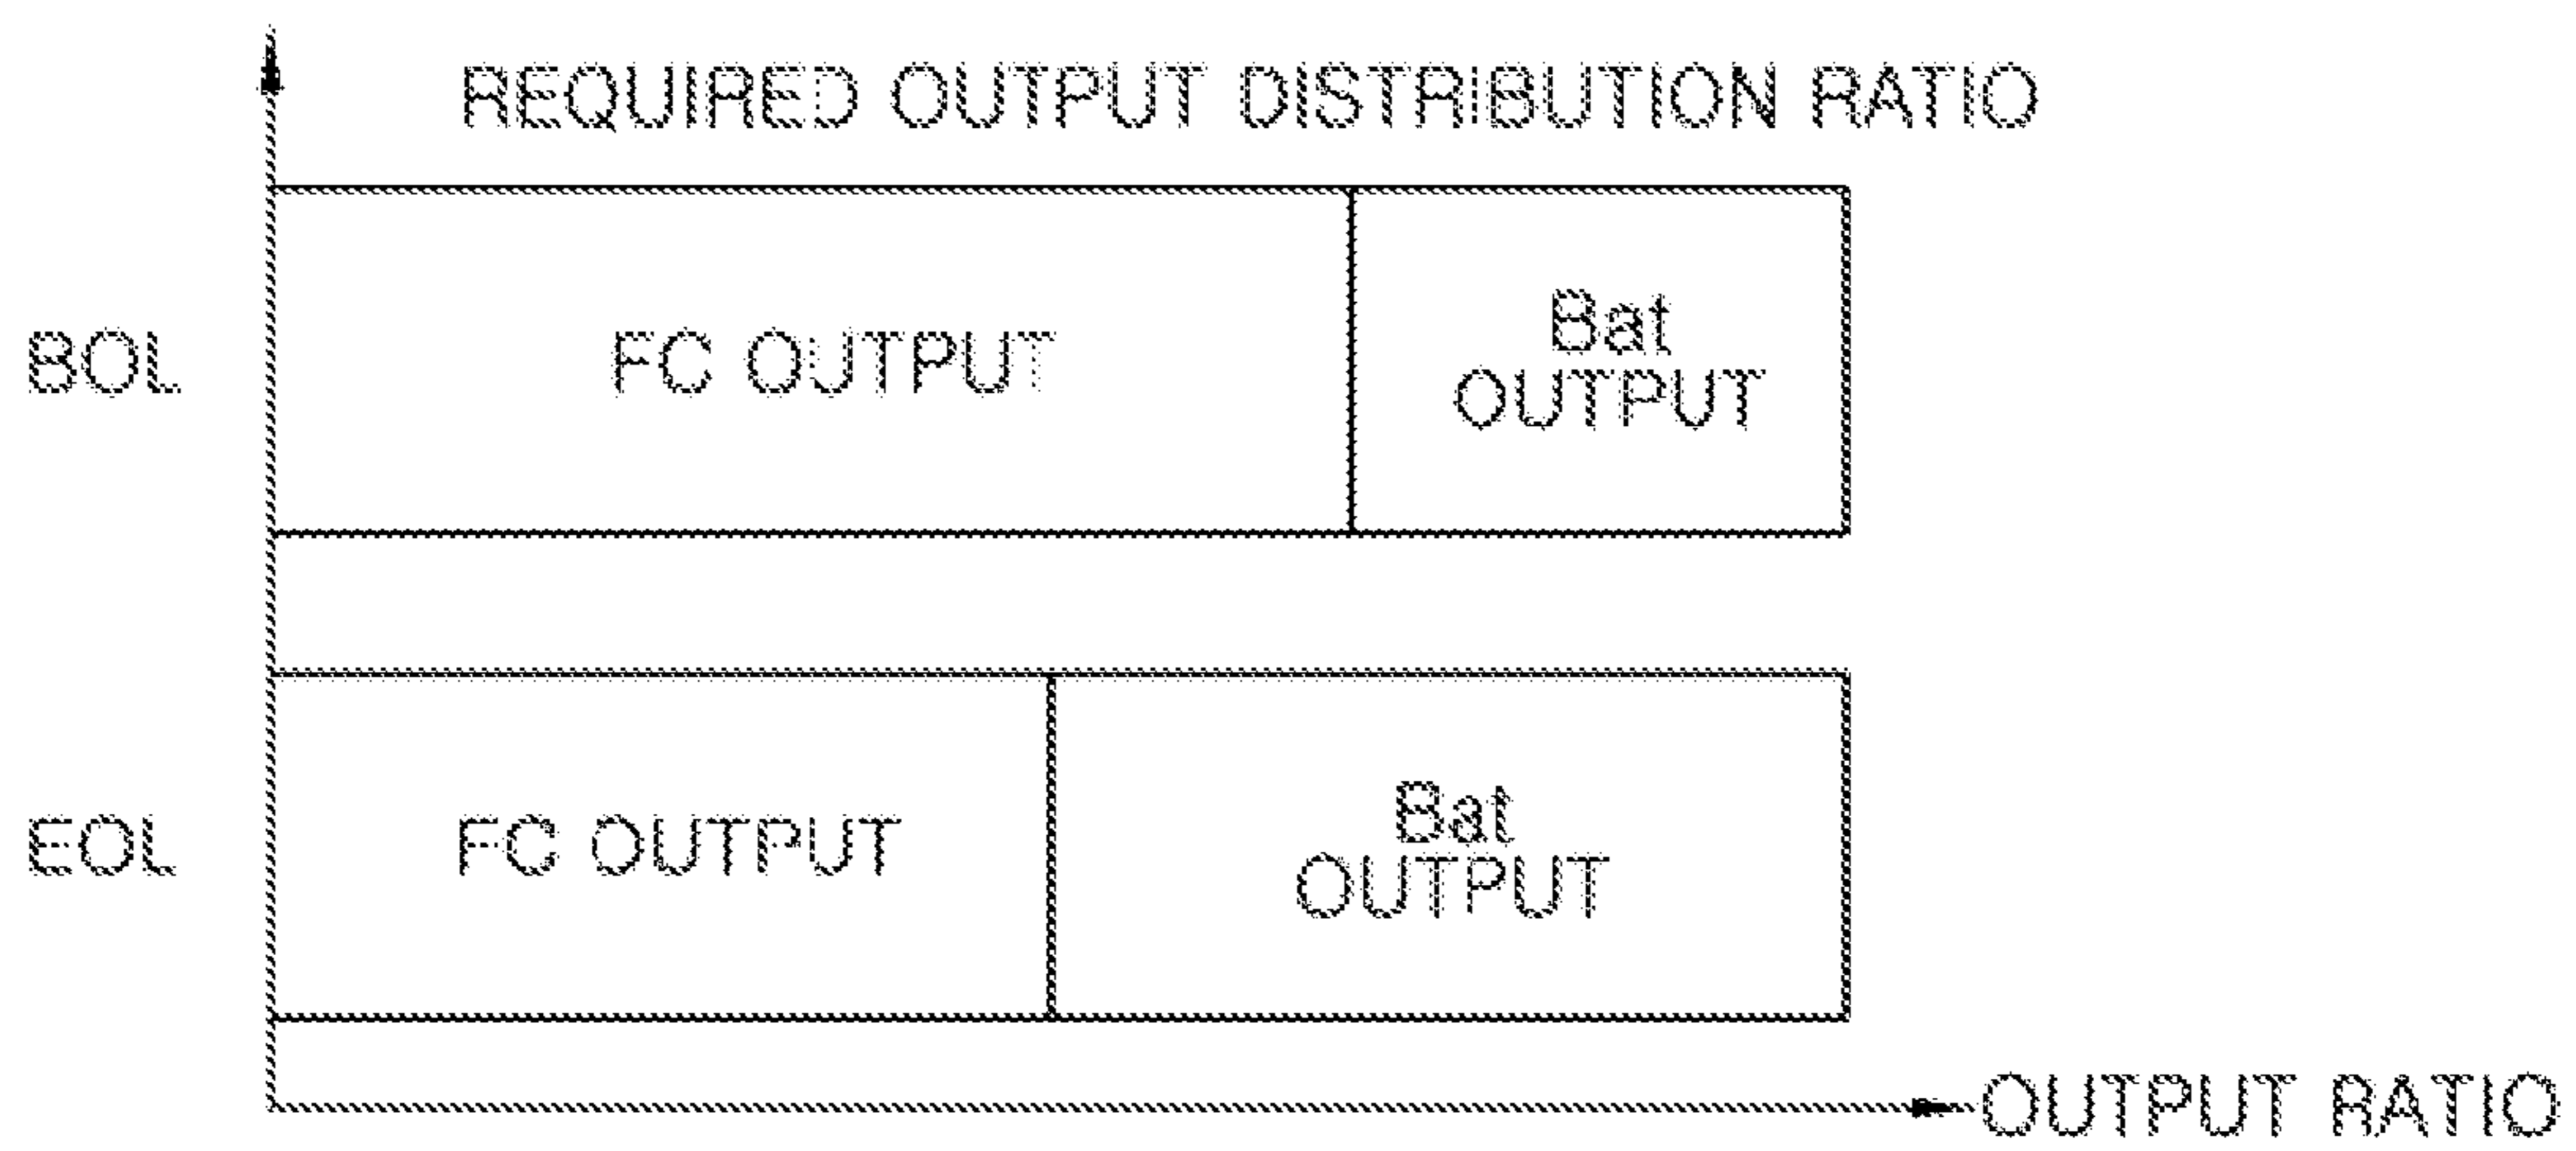 REQUIRED OUTPUT DISTRIBUTION RATIO
BOL
FC OUTPUT
Bat
OUTPUT
EOL
FC OUTPUT
Bat
OUTPUT
OUTPUT RATIO